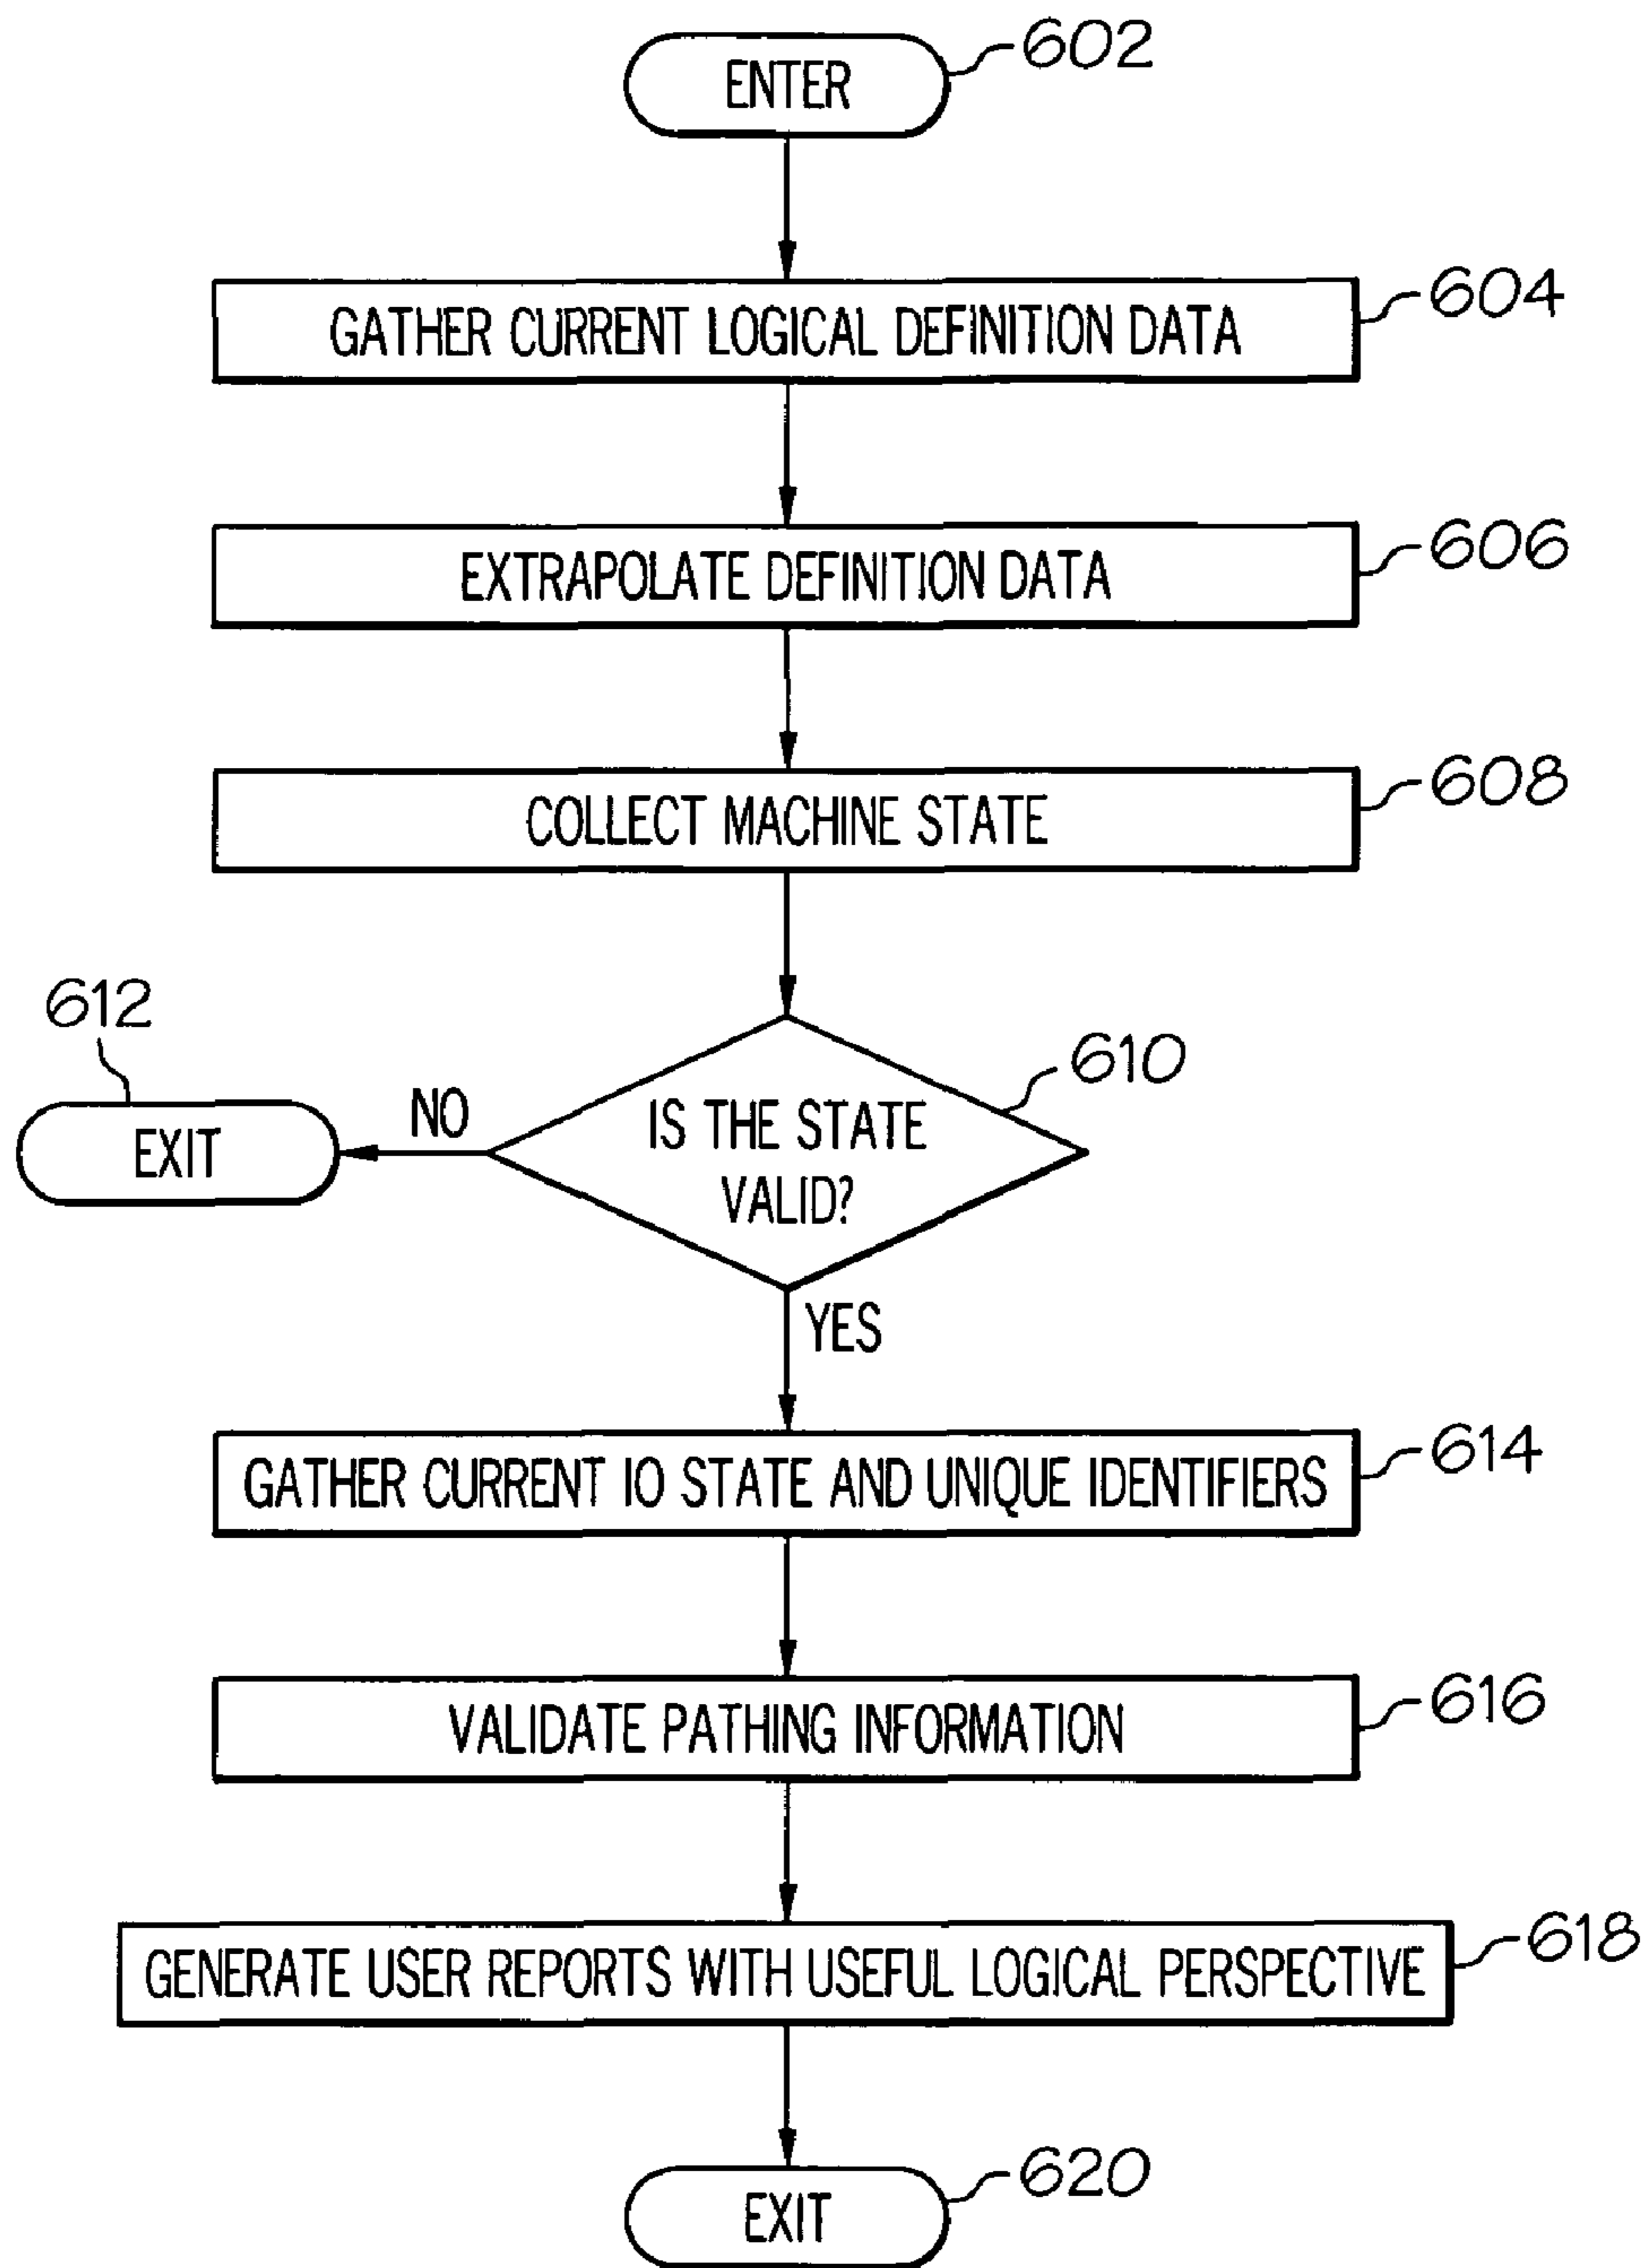 602
ENTER
604
GATHER CURRENT LOGICAL DEFINITION DATA
606
EXTRAPOLATE DEFINITION DATA
608
COLLECT MACHINE STATE
612
610
NO
EXIT
IS THE STATE
VALID?
YES
614
GATHER CURRENT IO STATE AND UNIQUE IDENTIFIERS
616
VALIDATE PATHING INFORMATION
618
GENERATE USER REPORTS WITH USEFUL LOGICAL PERSPECTIVE
620
EXIT